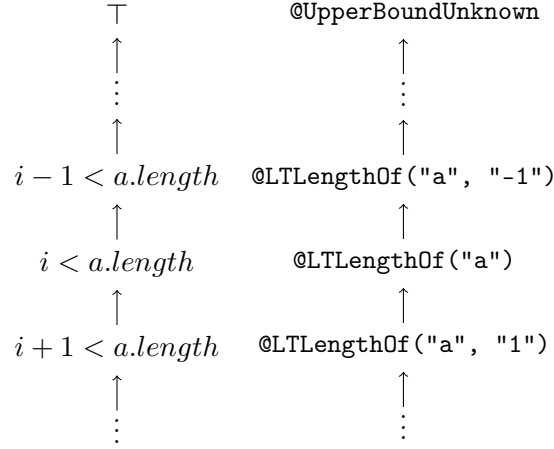 ⊤ @UpperBoundUnknown
⋮ ⋮
i − 1 < a.length @LTLengthOf("a", "-1")
i < a.length @LTLengthOf("a")
i + 1 < a.length @LTLengthOf("a", "1")
⋮ ⋮